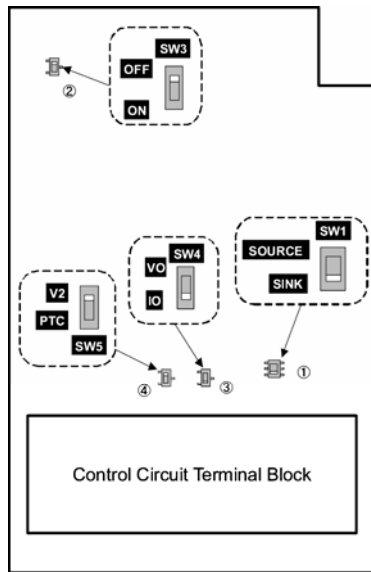 SW3
OFF
②
ON
SW1
SW4
SOURCE
VO
SINK
V2
IO
PTC
SW5
①
④
③
Control Circuit Terminal Block